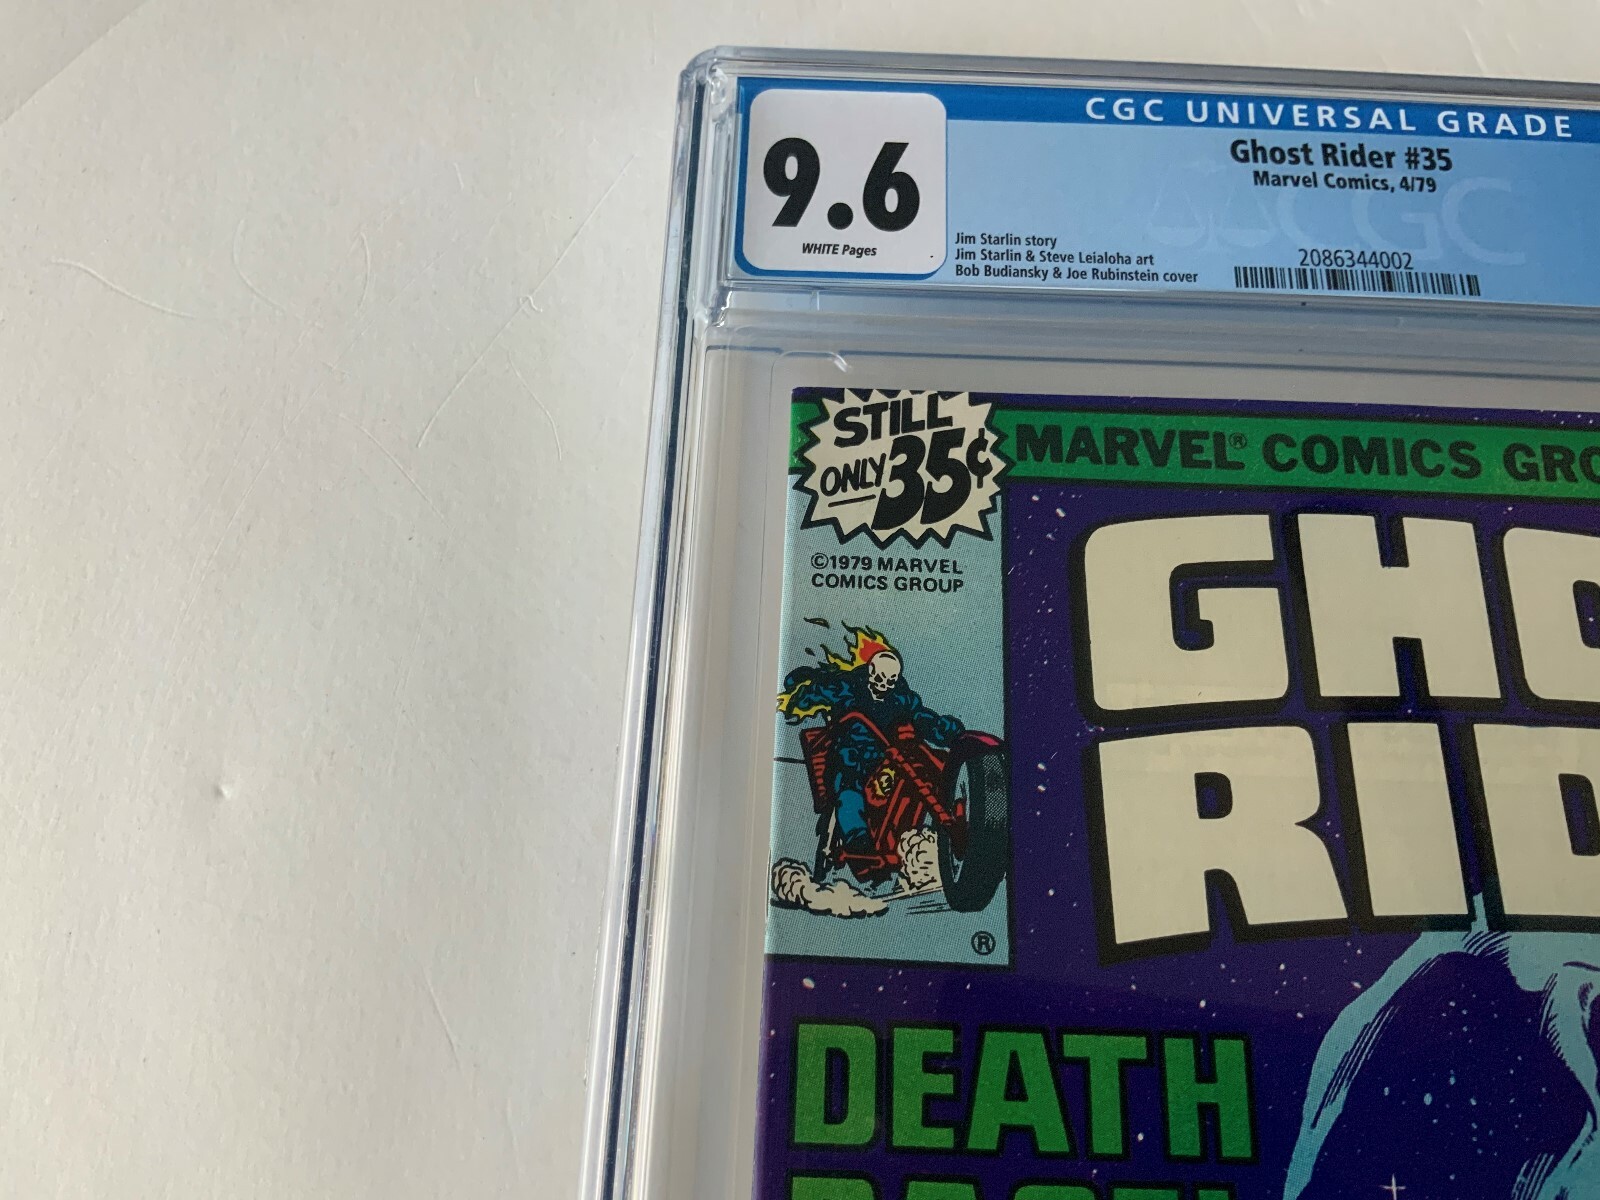 CGC UNIVERSAL GRADE
9.6
WHITE Pages
Ghost Rider #35
Marvel Comics, 4/79
Jim Starlin story
Jim Starlin & Steve Leialoha art
Bob Budiansky & Joe Rubinstein cover
CGC
2086344002
STILL
ONLY 35¢
MARVEL® COMICS GRO
©1979 MARVEL
COMICS GROUP
®
GHO
RID
DEATH
RACE!